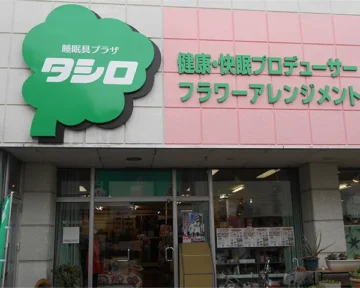 睡眠具プラザ
タシロ
健康・快眠プロデューサー
フラワーアレンジメント